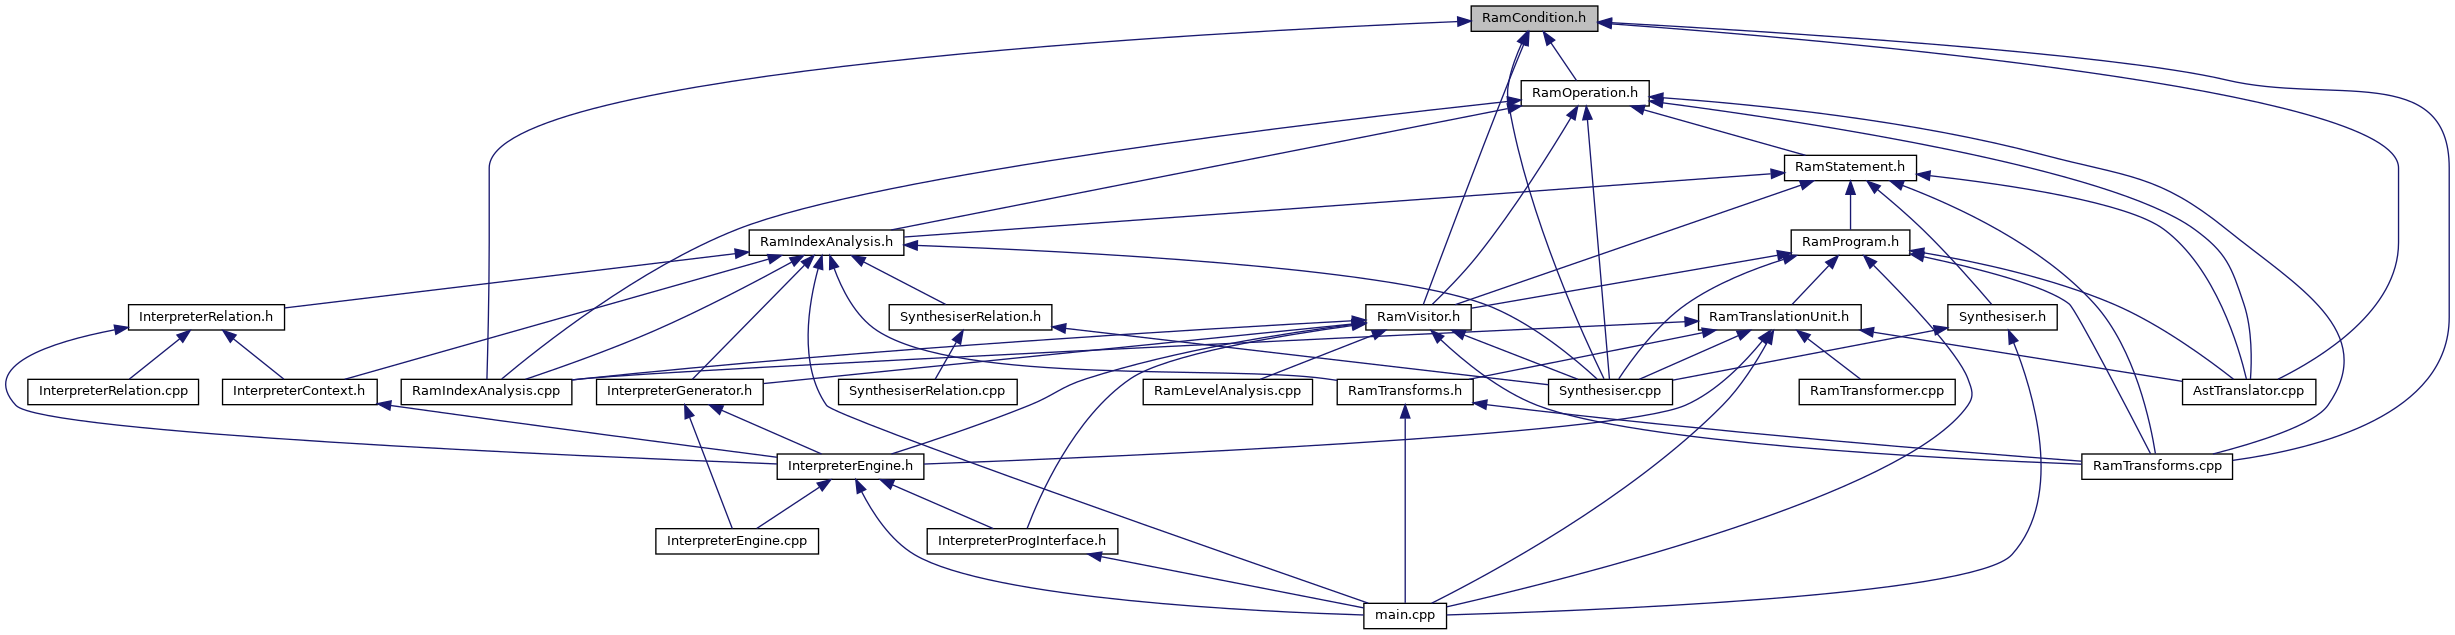 RamCondition.h
RamOperation.h
RamStatement.h
RamIndexAnalysis.h
RamProgram.h
InterpreterRelation.h
SynthesiserRelation.h
RamVisitor.h
RamTranslationUnit.h
Synthesiser.h
InterpreterRelation.cpp
InterpreterContext.h
RamIndexAnalysis.cpp
InterpreterGenerator.h
SynthesiserRelation.cpp
RamLevelAnalysis.cpp
RamTransforms.h
Synthesiser.cpp
RamTransformer.cpp
AstTranslator.cpp
InterpreterEngine.h
RamTransforms.cpp
InterpreterEngine.cpp
InterpreterProgInterface.h
main.cpp